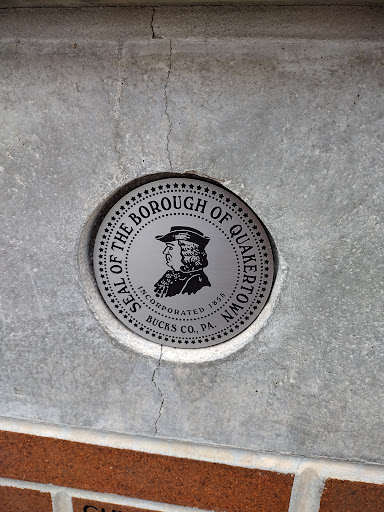 SEAL OF THE BOROUGH OF QUAKERTOWN
INCORPORATED 1855
BUCKS CO., PA.